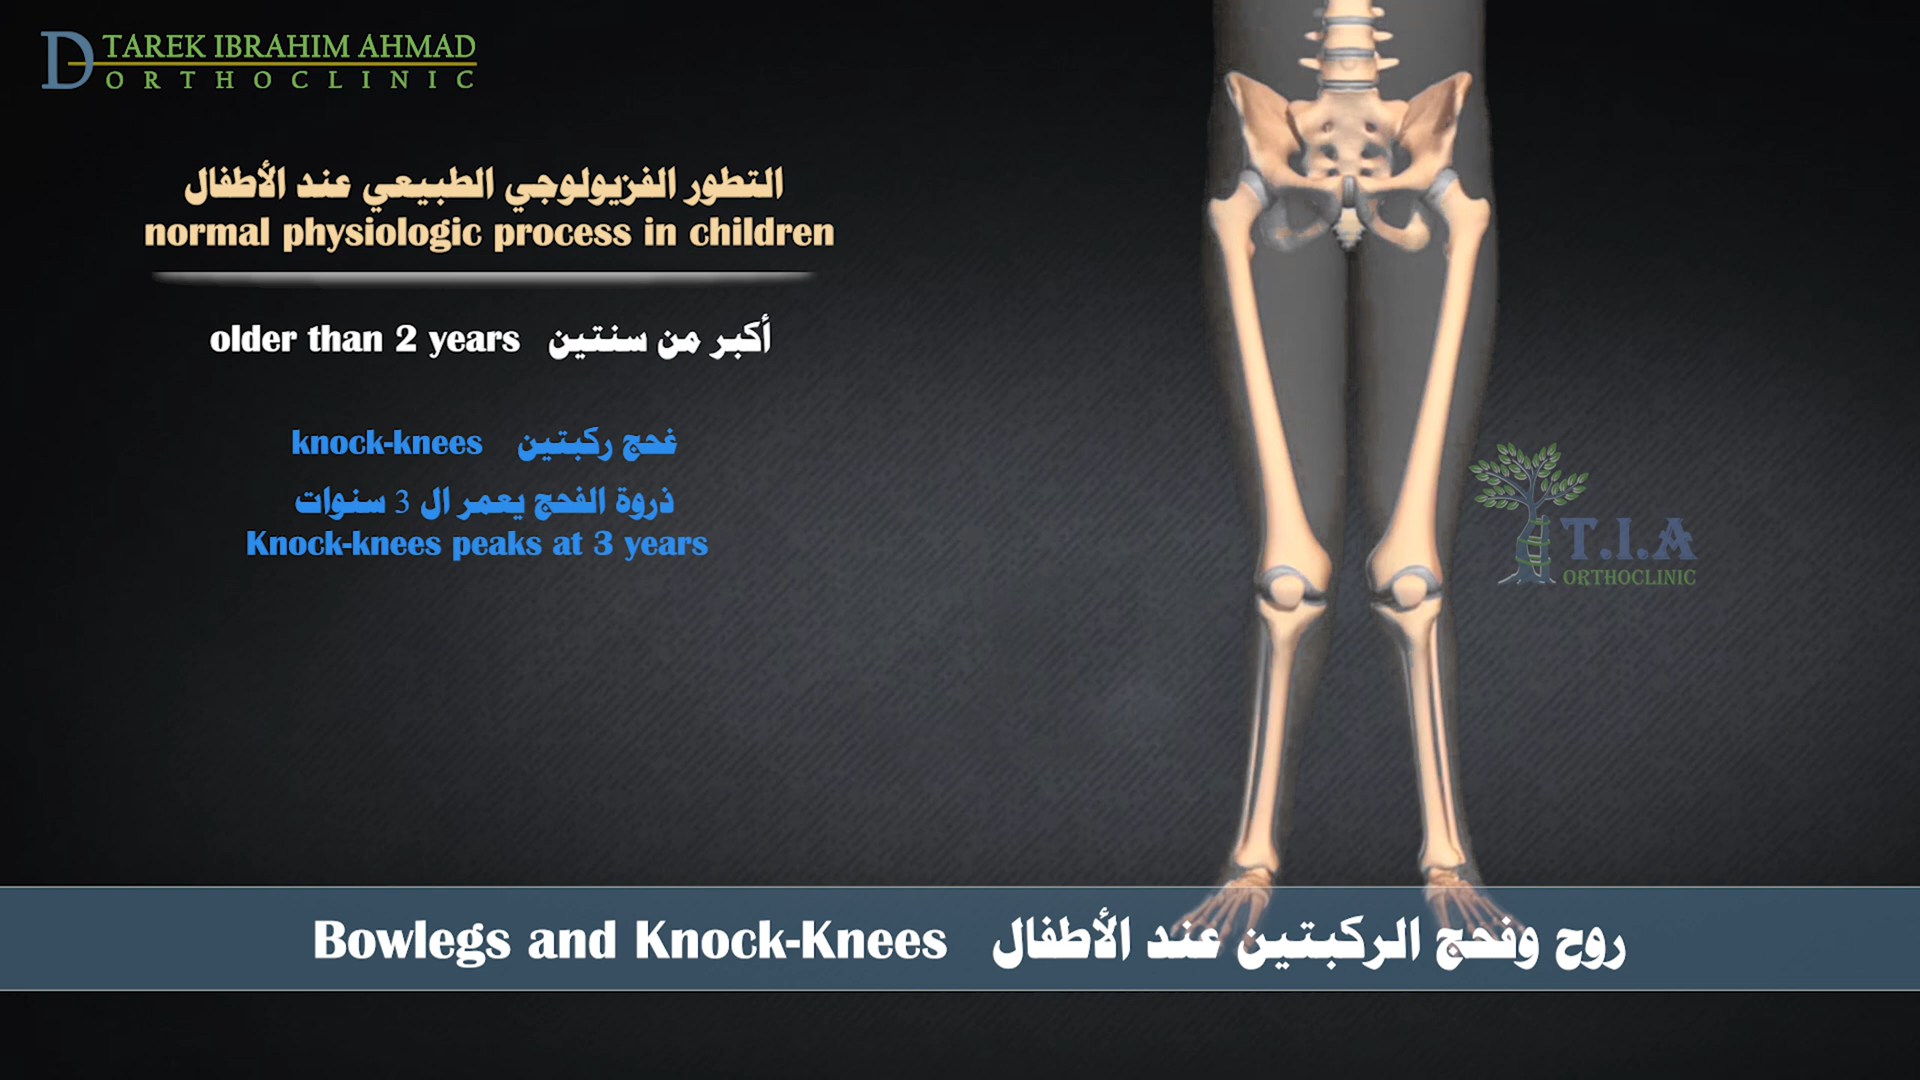 D TAREK IBRAHIM AHMAD
ORTHOCLINIC
التطور الفزيولوجي الطبيعي عند الأطفال
normal physiologic process in children
older than 2 years أكبر من سنتين
knock-knees غحج ركبتين
ذروة الفحج يعمر ال 3 سنوات
Knock-knees peaks at 3 years
T.I.A
ORTHOCLINIC
Bowlegs and Knock-Knees روح وفحج الركبتين عند الأطفال